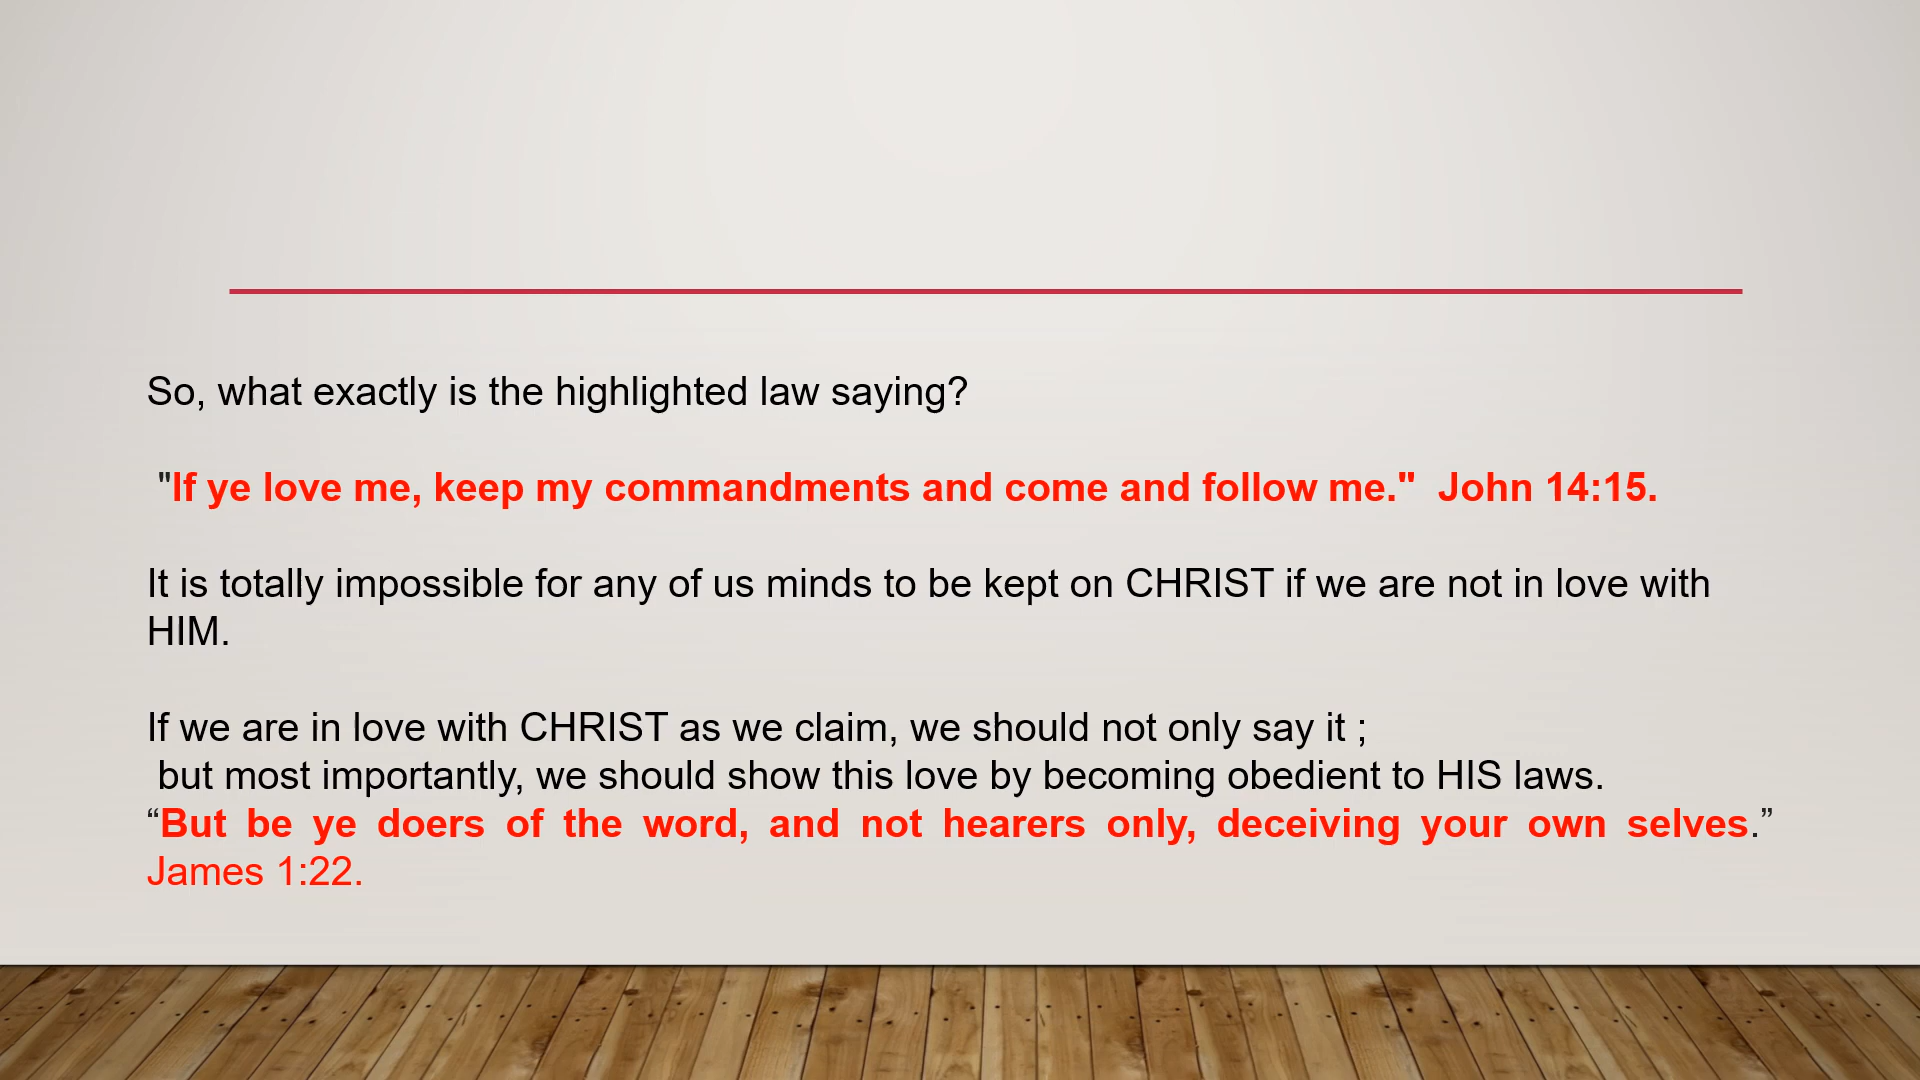 So, what exactly is the highlighted law saying?
"If ye love me, keep my commandments and come and follow me." John 14:15.
It is totally impossible for any of us minds to be kept on CHRIST if we are not in love with
HIM.
If we are in love with CHRIST as we claim, we should not only say it ;
but most importantly, we should show this love by becoming obedient to HIS laws.
“But be ye doers of the word, and not hearers only, deceiving your own selves.”
James 1:22.